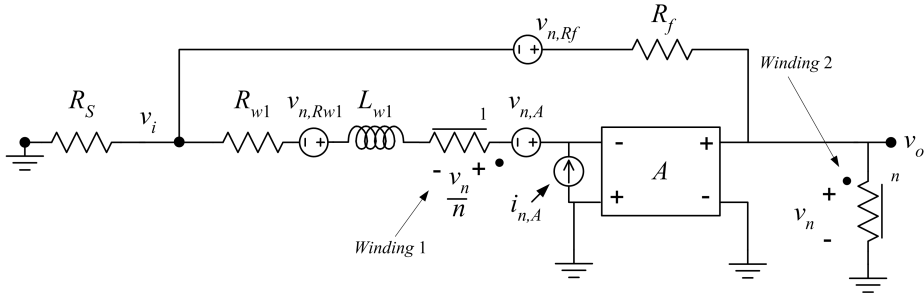 v_{n,Rf}
R_f
Winding 2
R_S
v_i
R_{w1}
v_{n,Rw1}
L_{w1}
1
v_{n,A}
- +
- +
- +
- +
A
+ -
v_o
n
- v_n/n +
i_{n,A}
+
v_n
-
Winding 1